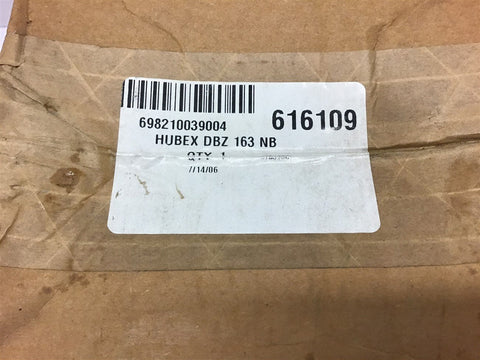 698210039004 616109
HUBEX DBZ 163 NB
QTY 1
7/14/06